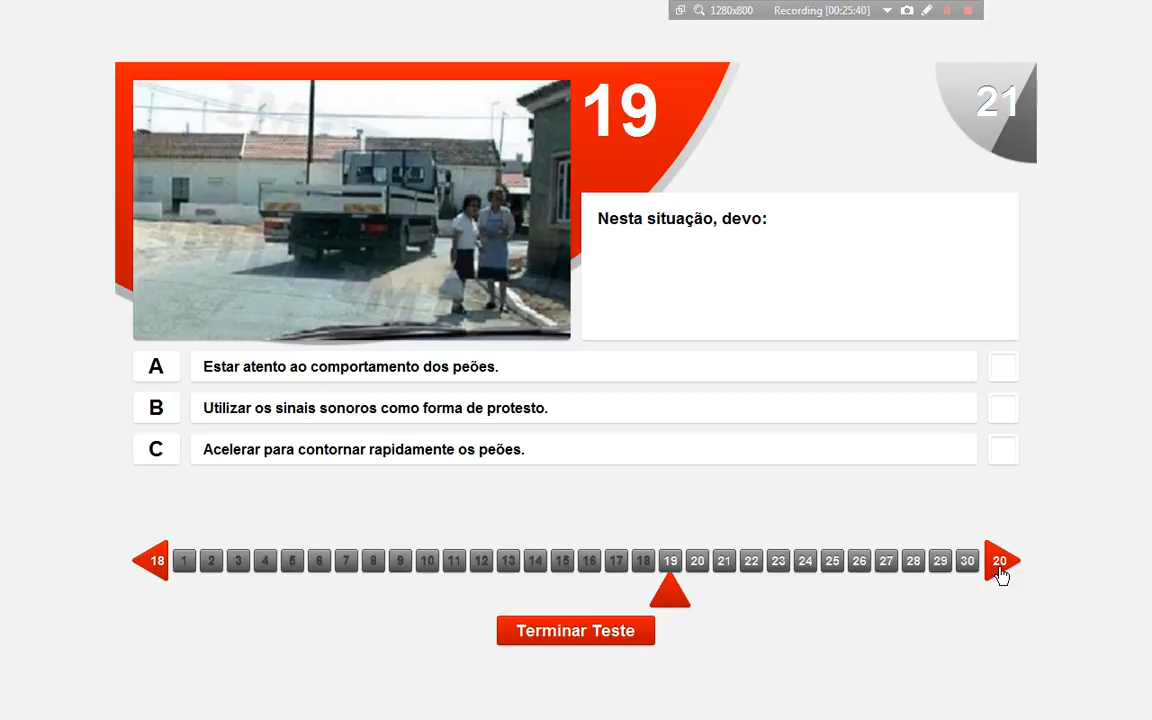 1280x800 Recording [00:25:40]
19
21
Nesta situação, devo:
A Estar atento ao comportamento dos peões.
B Utilizar os sinais sonoros como forma de protesto.
C Acelerar para contornar rapidamente os peões.
18 1 2 3 4 5 6 7 8 9 10 11 12 13 14 15 16 17 18 19 20 21 22 23 24 25 26 27 28 29 30 20
Terminar Teste